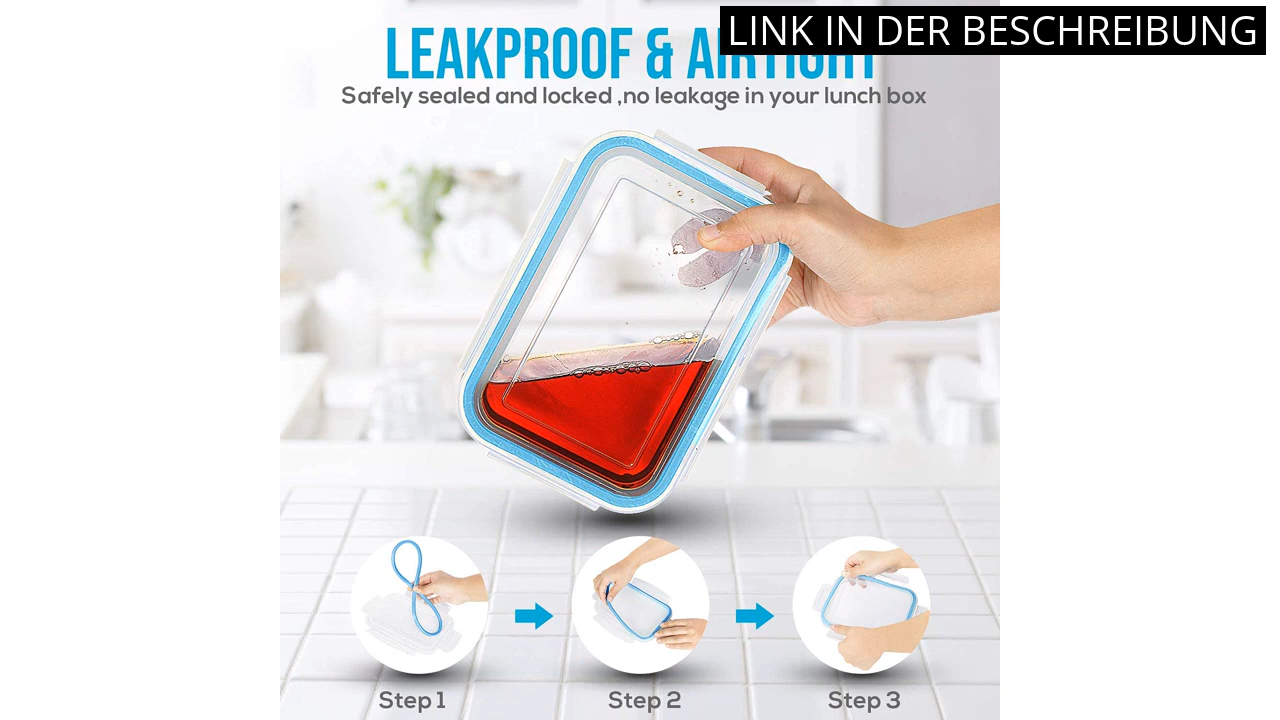 LINK IN DER BESCHREIBUNG
LEAKPROOF & AIRTIGHT
Safely sealed and locked ,no leakage in your lunch box
Step 1
Step 2
Step 3